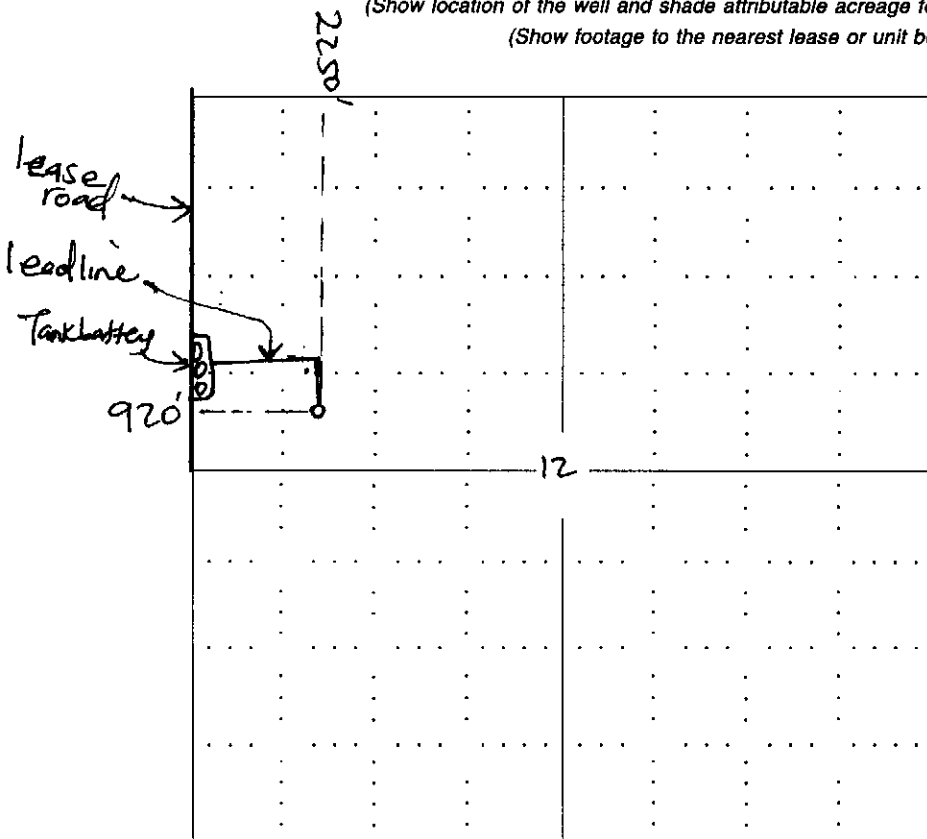 (Show location of the well and shade attributable acreage fo
(Show footage to the nearest lease or unit bo
2250'
lease
road
leadline
Tankbattey
920'
12